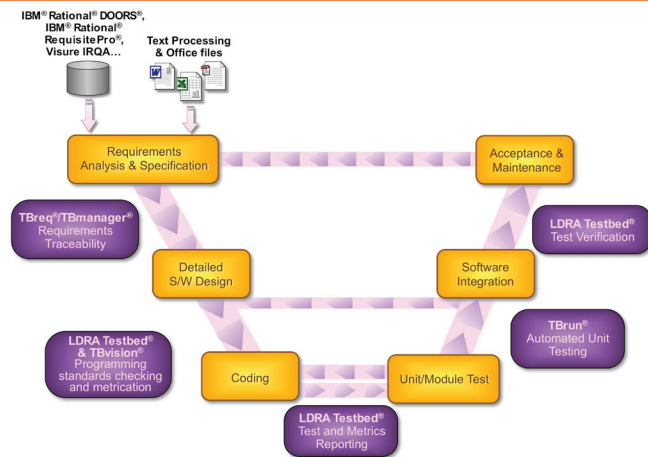 IBM® Rational® DOORS®,
IBM® Rational®
RequisitePro®,
Visure IRQA...
Text Processing
& Office files
Requirements
Analysis & Specification
Acceptance &
Maintenance
TBreq®/TBmanager®
Requirements
Traceability
LDRA Testbed®
Test Verification
Detailed
S/W Design
Software
Integration
LDRA Testbed®
& TBvision®
Programming
standards checking
and metrication
TBrun®
Automated Unit
Testing
Coding
Unit/Module Test
LDRA Testbed®
Test and Metrics
Reporting